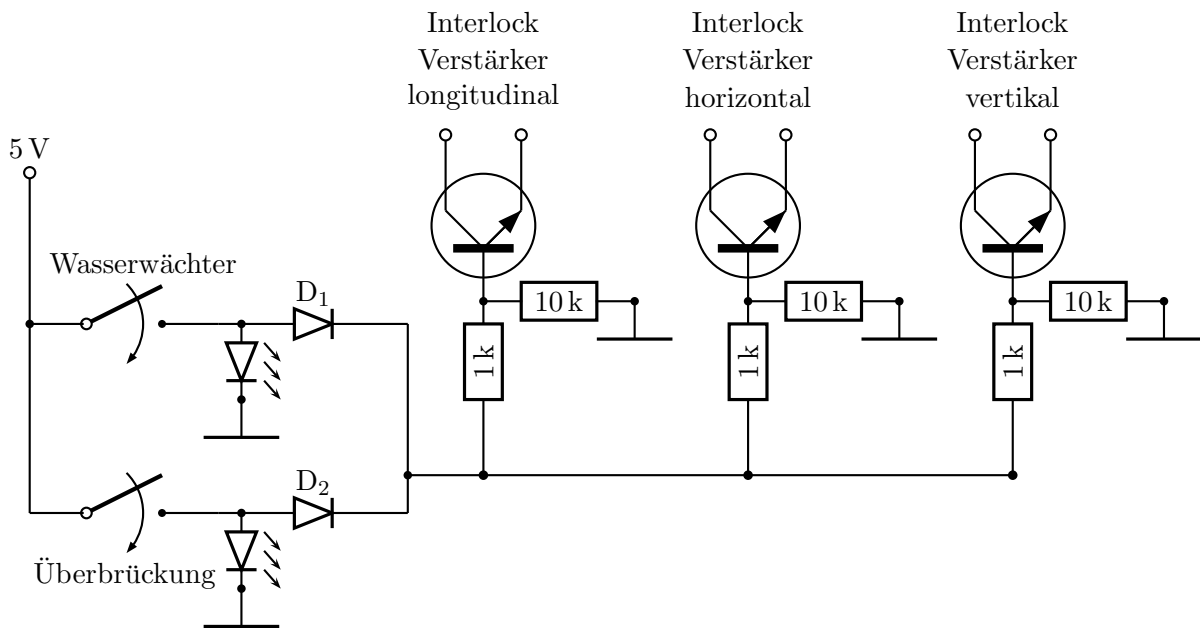 Interlock
Verstärker
longitudinal
Interlock
Verstärker
horizontal
Interlock
Verstärker
vertikal
5 V
Wasserwächter
D1
10 k
10 k
10 k
1 k
1 k
1 k
D2
Überbrückung